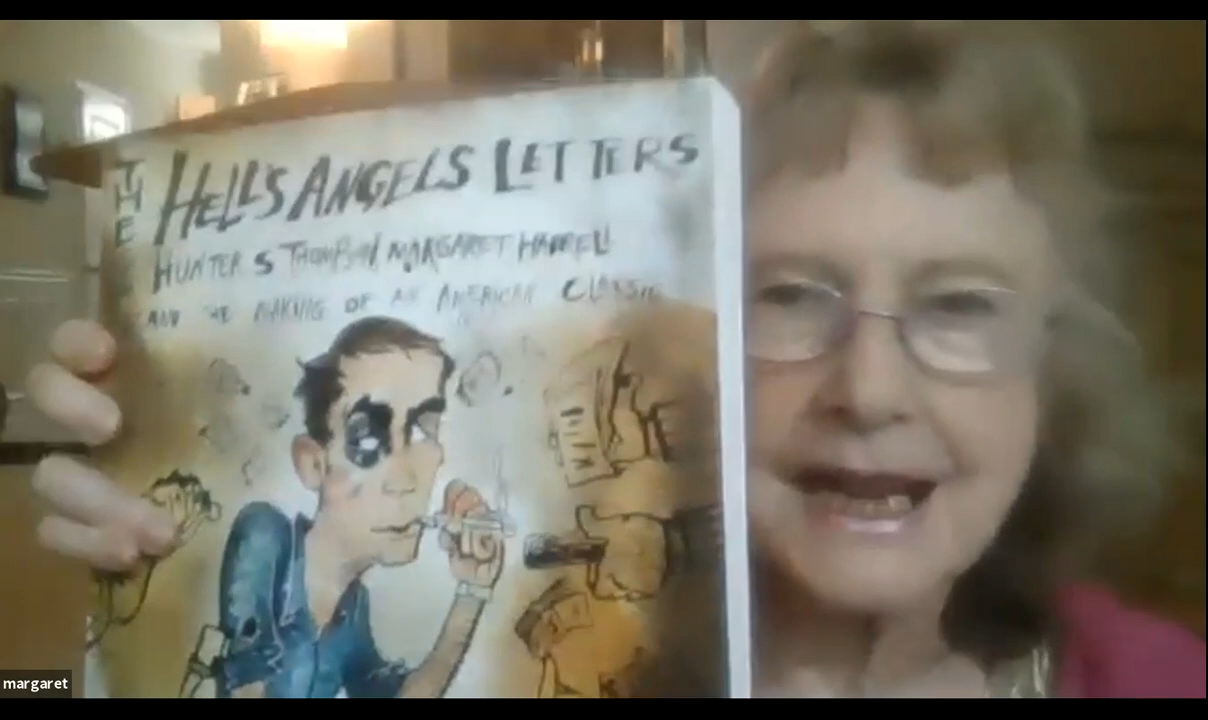 THE
HELL'S ANGELS LETTERS
HUNTER S THOMPSON MARGARET HARRELL
AND THE MAKING OF AN AMERICAN CLASSIC
margaret